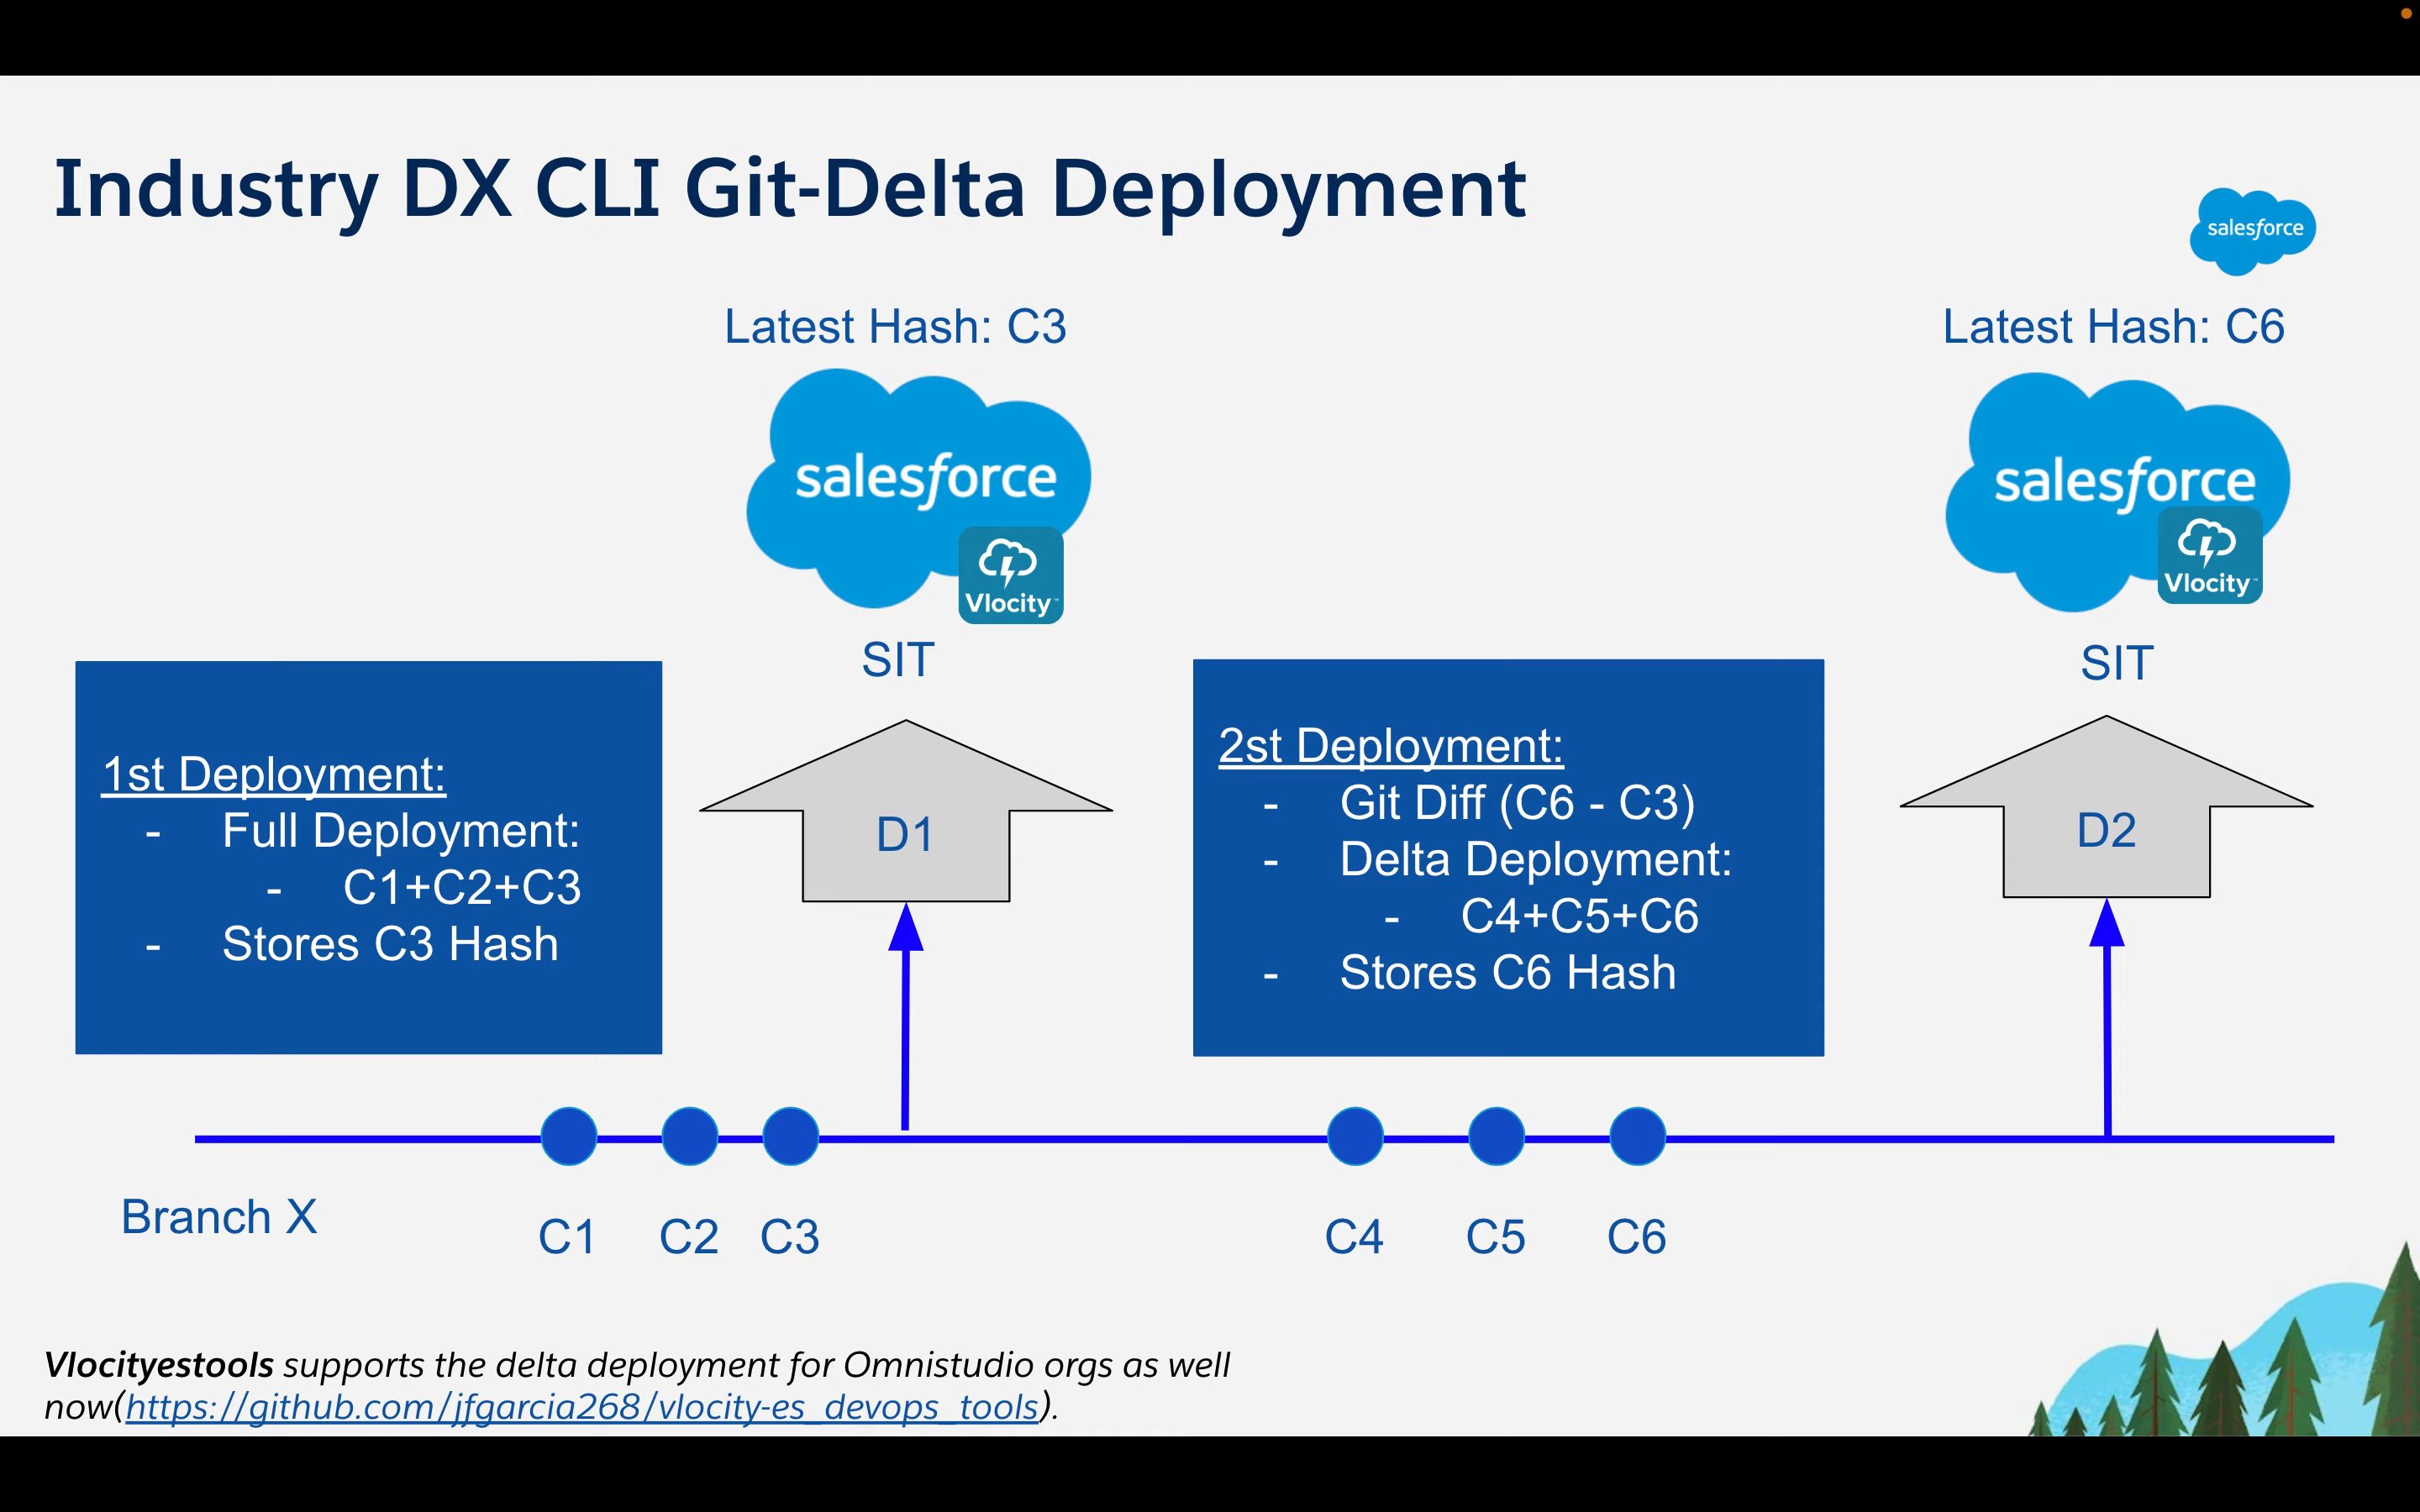 Industry DX CLI Git-Delta Deployment
salesforce
Latest Hash: C3
Latest Hash: C6
salesforce
Vlocity™
salesforce
Vlocity™
SIT
SIT
1st Deployment:
- Full Deployment:
- C1+C2+C3
- Stores C3 Hash
D1
2st Deployment:
- Git Diff (C6 - C3)
- Delta Deployment:
- C4+C5+C6
- Stores C6 Hash
D2
Branch X
C1
C2
C3
C4
C5
C6
Vlocityestools supports the delta deployment for Omnistudio orgs as well
now(https://github.com/jfgarcia268/vlocity-es_devops_tools).